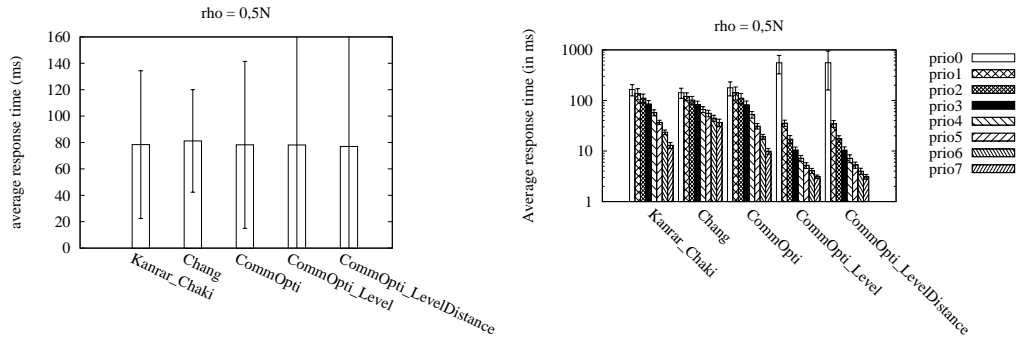 rho = 0,5N
average response time (ms)
160
140
120
100
80
60
40
20
0
Kanrar_Chaki
Chang
CommOpti
CommOpti_Level
CommOpti_LevelDistance
rho = 0,5N
Average response time (in ms)
1000
100
10
1
Kanrar_Chaki
Chang
CommOpti
CommOpti_Level
CommOpti_LevelDistance
prio0
prio1
prio2
prio3
prio4
prio5
prio6
prio7